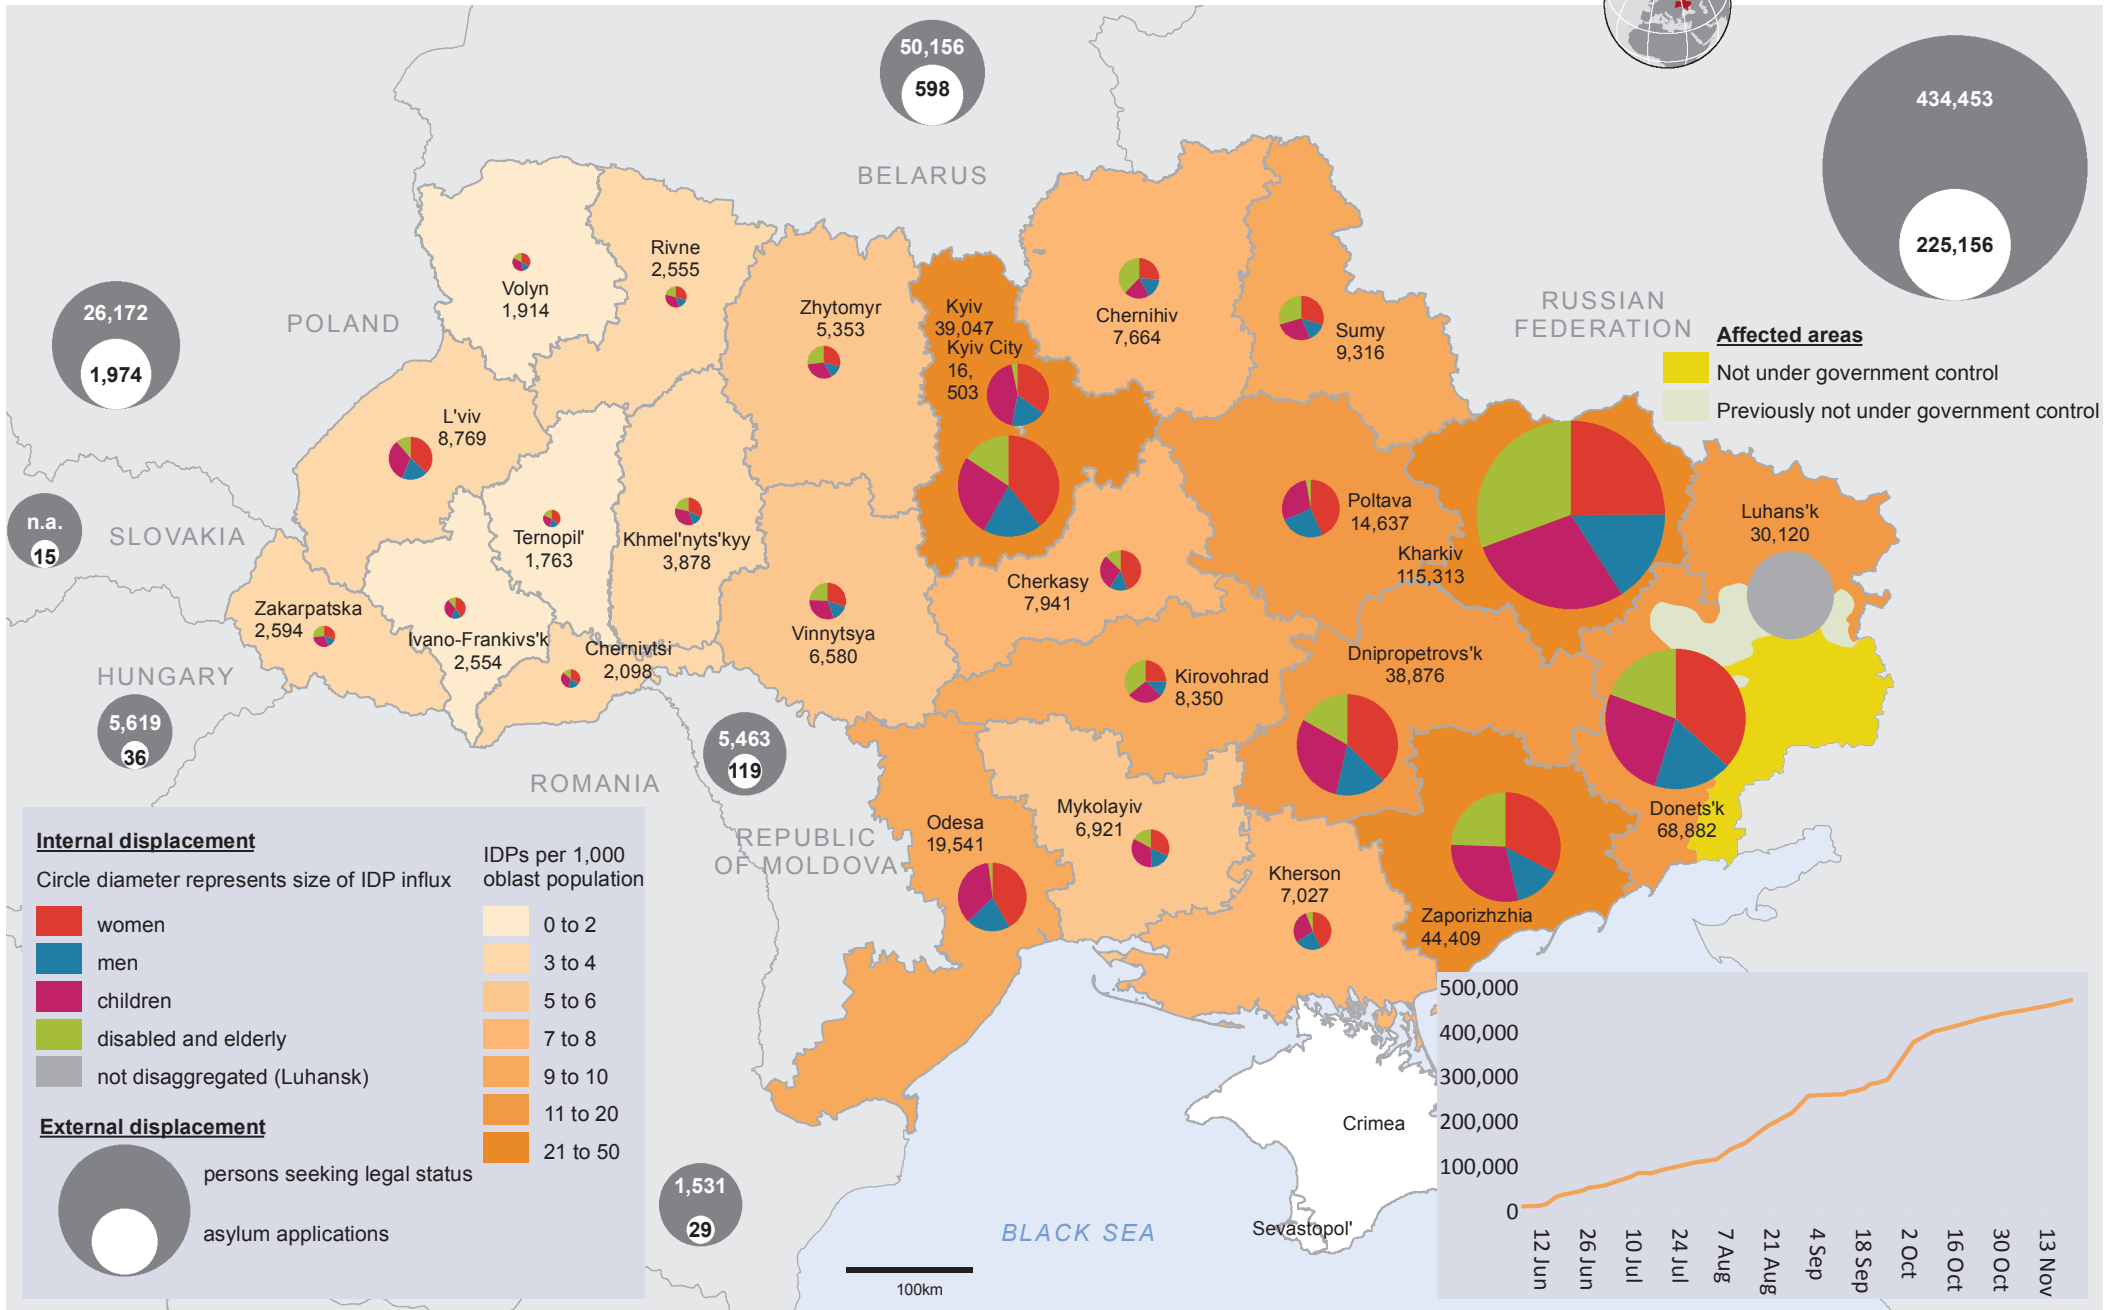 50,156
598
434,453
225,156
BELARUS
Rivne
2,555
Volyn
1,914
26,172
1,974
POLAND
Zhytomyr
5,353
Kyiv
39,047
Kyiv City
16,
503
Chernihiv
7,664
Sumy
9,316
RUSSIAN
FEDERATION
Affected areas
Not under government control
Previously not under government control
L'viv
8,769
n.a.
15
SLOVAKIA
Ternopil'
1,763
Khmel'nyts'kyy
3,878
Poltava
14,637
Kharkiv
115,313
Luhans'k
30,120
Cherkasy
7,941
Zakarpatska
2,594
Ivano-Frankivs'k
2,554
Chernivtsi
2,098
Vinnytsya
6,580
Kirovohrad
8,350
Dnipropetrovs'k
38,876
HUNGARY
5,619
36
5,463
119
ROMANIA
REPUBLIC
OF MOLDOVA
Odesa
19,541
Mykolayiv
6,921
Kherson
7,027
Zaporizhzhia
44,409
Donets'k
68,882
Internal displacement
Circle diameter represents size of IDP influx
women
men
children
disabled and elderly
not disaggregated (Luhansk)
IDPs per 1,000
oblast population
0 to 2
3 to 4
5 to 6
7 to 8
9 to 10
11 to 20
21 to 50
External displacement
persons seeking legal status
asylum applications
1,531
29
BLACK SEA
100km
Crimea
Sevastopol'
500,000
400,000
300,000
200,000
100,000
0
12 Jun
26 Jun
10 Jul
24 Jul
7 Aug
21 Aug
4 Sep
18 Sep
2 Oct
16 Oct
30 Oct
13 Nov